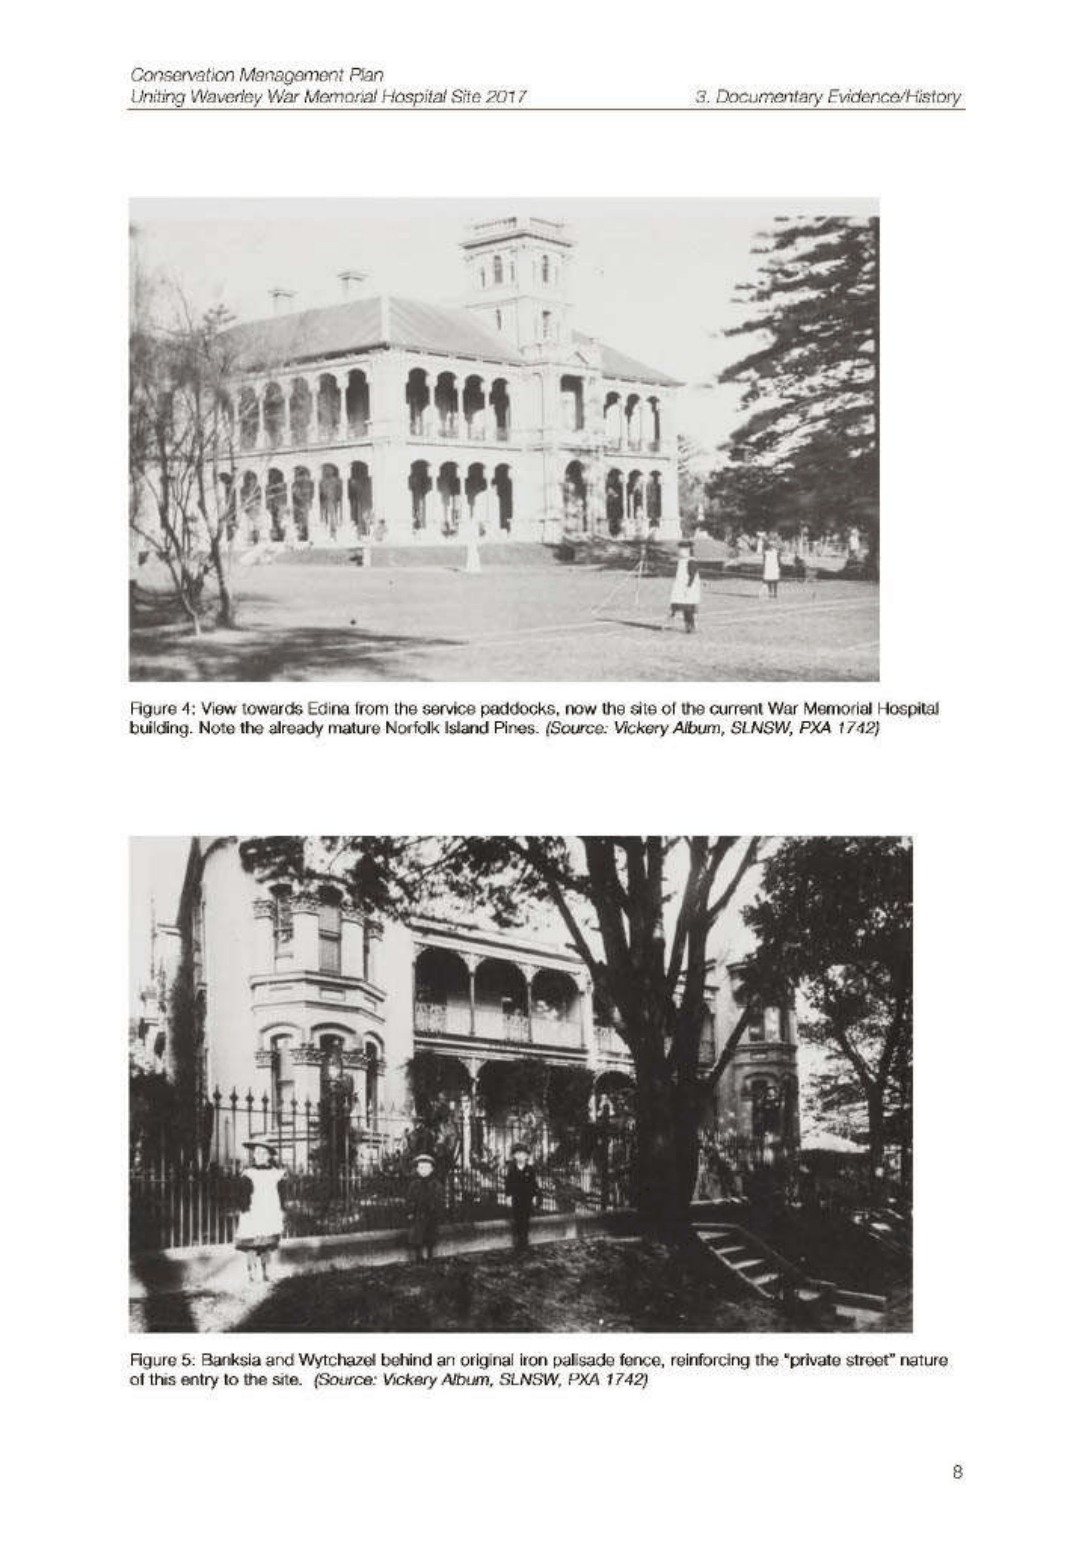 Conservation Management Plan
Uniting Waverley War Memorial Hospital Site 2017
3. Documentary Evidence/History
Figure 4: View towards Edina from the service paddocks, now the site of the current War Memorial Hospital
building. Note the already mature Norfolk Island Pines. (Source: Vickery Album, SLNSW, PXA 1742)
Figure 5: Banksia and Wytchazel behind an original iron palisade fence, reinforcing the "private street" nature
of this entry to the site. (Source: Vickery Album, SLNSW, PXA 1742)
8